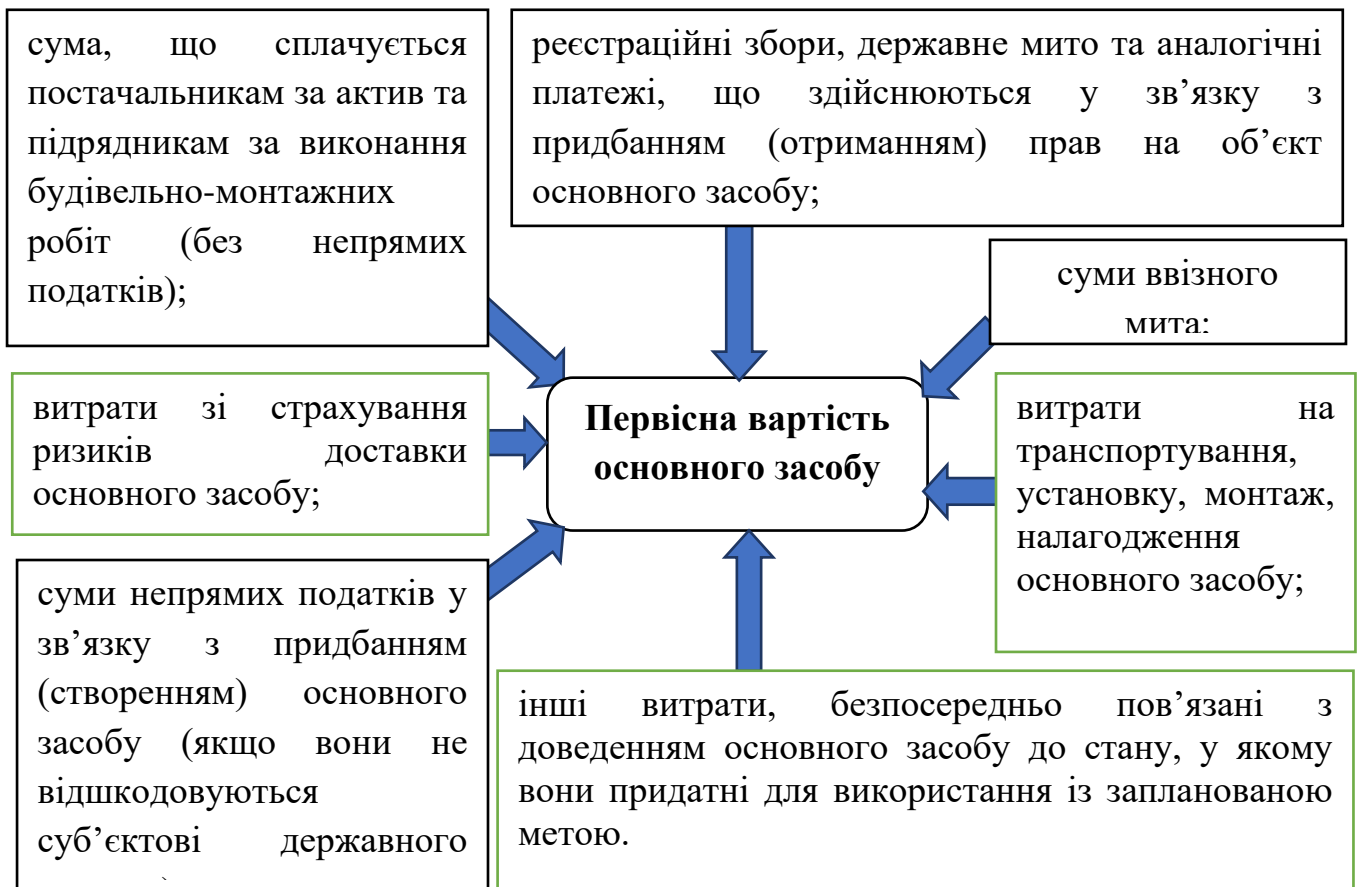 сума, що сплачується
постачальникам за актив та
підрядникам за виконання
будівельно-монтажних
робіт (без непрямих
податків);
реєстраційні збори, державне мито та аналогічні
платежі, що здійснюються у зв’язку з
придбанням (отриманням) прав на об’єкт
основного засобу;
суми ввізного
мита;
витрати зі страхування
ризиків доставки
основного засобу;
Первісна вартість
основного засобу
витрати на
транспортування,
установку, монтаж,
налагодження
основного засобу;
суми непрямих податків у
зв’язку з придбанням
(створенням) основного
засобу (якщо вони не
відшкодовуються
суб’єктові державного
інші витрати, безпосередньо пов’язані з
доведенням основного засобу до стану, у якому
вони придатні для використання із запланованою
метою.